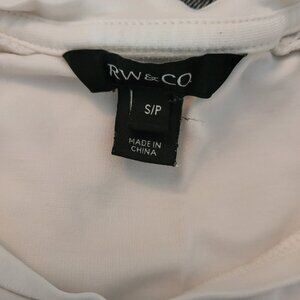 RW & CO.
S/P
MADE IN
CHINA